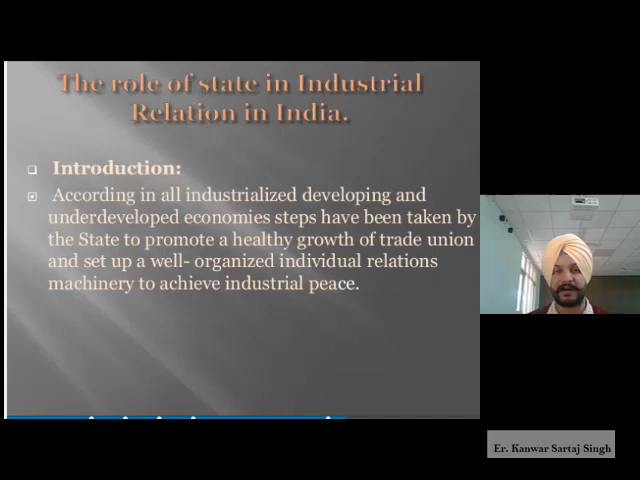 The role of state in Industrial
Relation in India.
Introduction:
According in all industrialized developing and
underdeveloped economies steps have been taken by
the State to promote a healthy growth of trade union
and set up a well- organized individual relations
machinery to achieve industrial peace.
Er. Kanwar Sartaj Singh